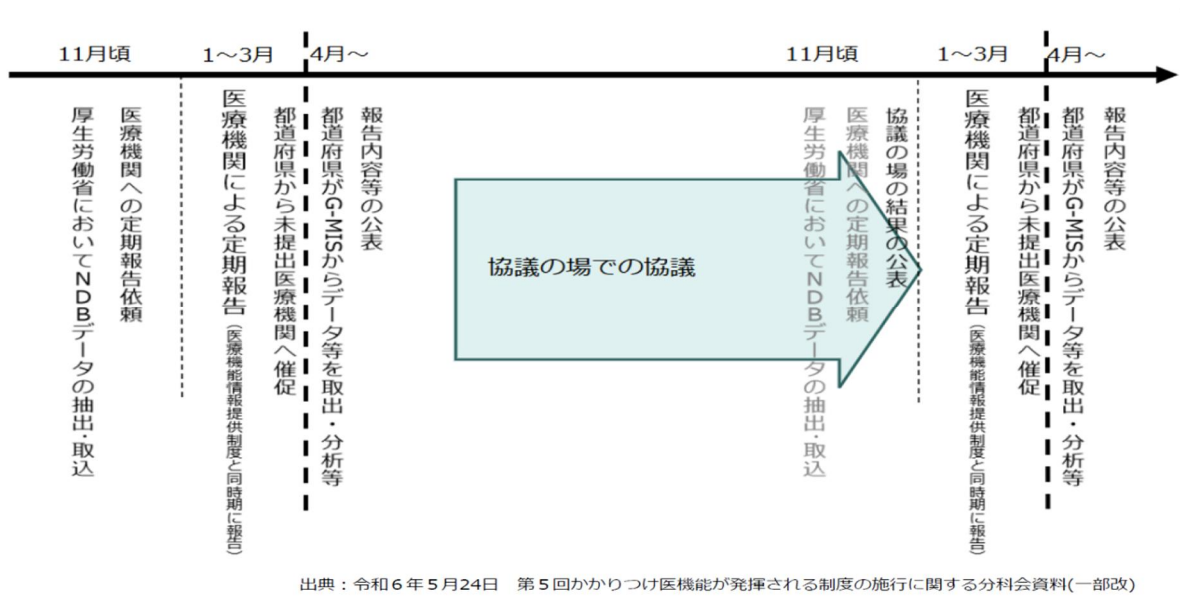 11月頃
1～3月
4月～
11月頃
1～3月
4月～
厚生労働省においてNDBデータの抽出・取込
医療機関への定期報告依頼
医療機関による定期報告(医療機能情報提供制度と同時期に報告)
都道府県から未提出医療機関へ催促
都道府県がG-MISからデータ等を取出・分析等
報告内容等の公表
協議の場での協議
厚生労働省においてNDBデータの抽出・取込
医療機関への定期報告依頼
協議の場の結果の公表
医療機関による定期報告(医療機能情報提供制度と同時期に報告)
都道府県から未提出医療機関へ催促
都道府県がG-MISからデータ等を取出・分析等
報告内容等の公表
出典：令和６年５月24日　第５回かかりつけ医機能が発揮される制度の施行に関する分科会資料(一部改)